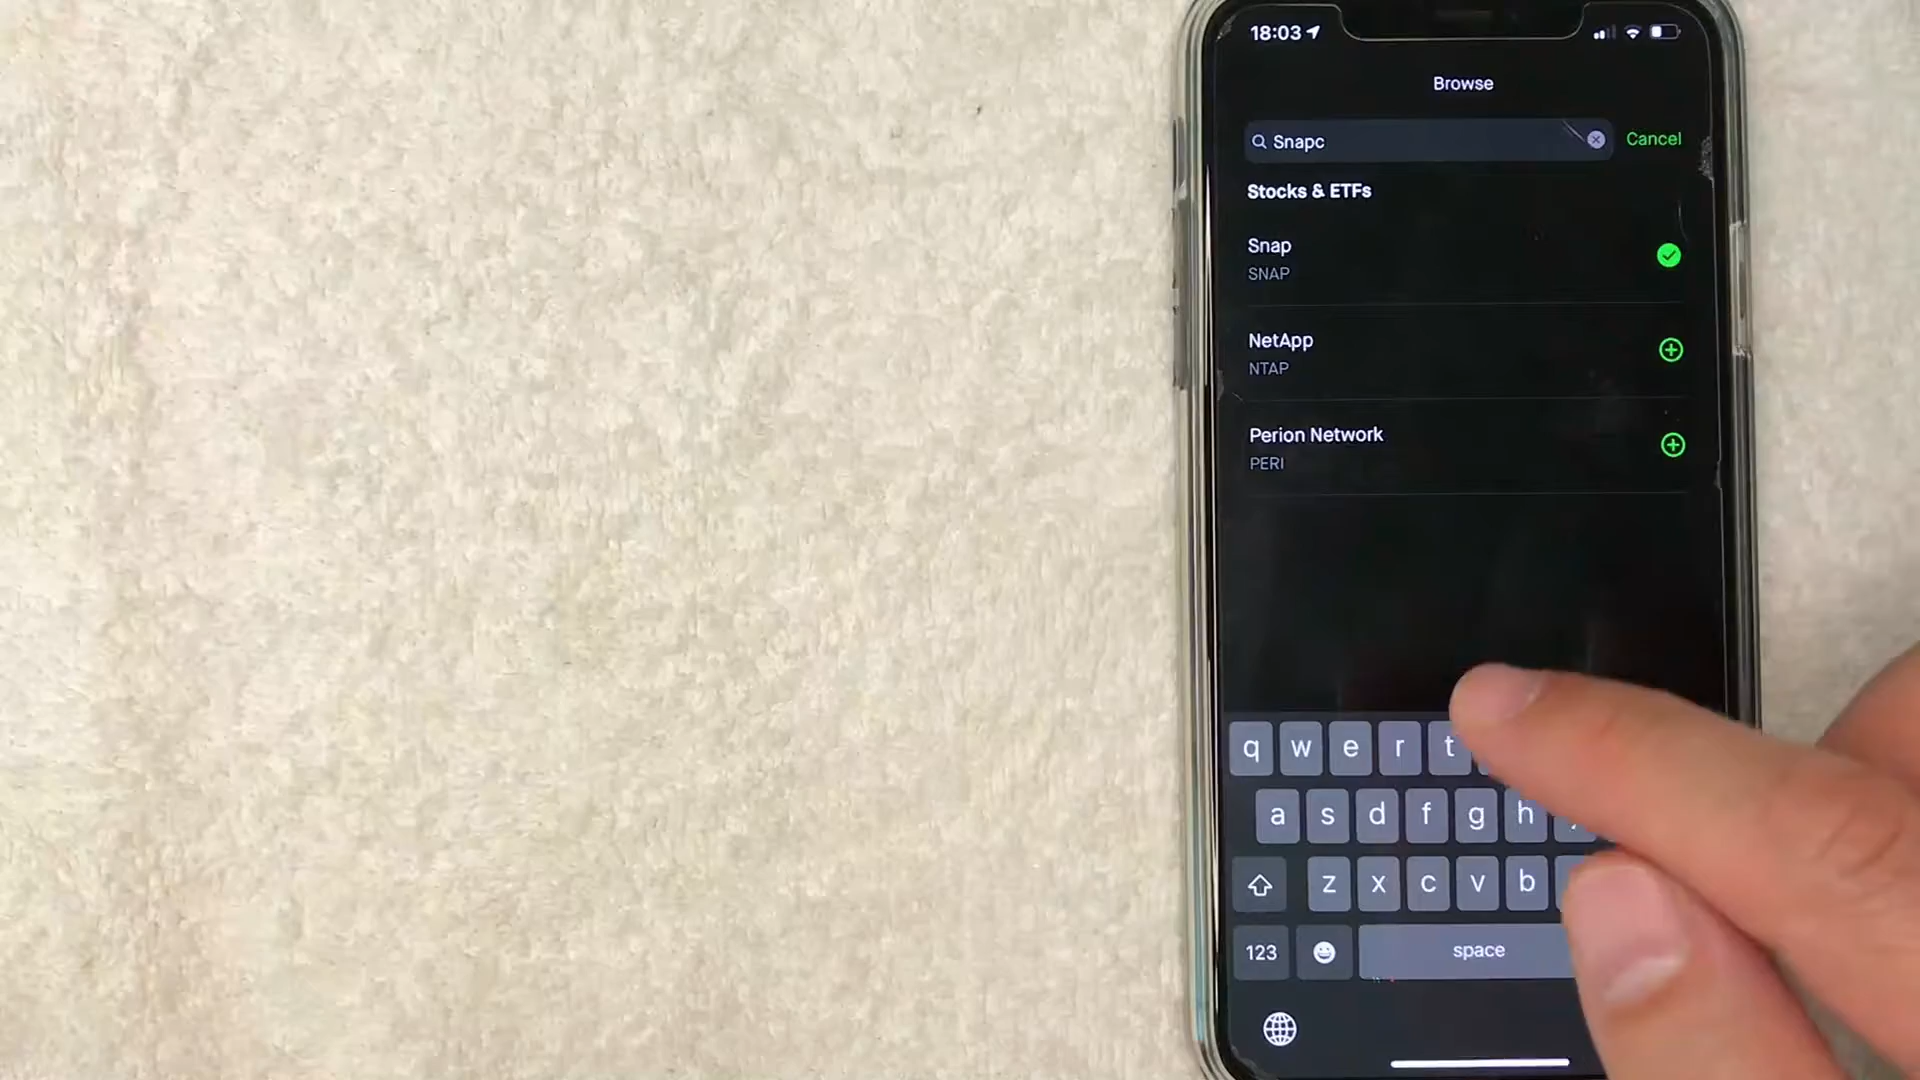 18:03
Browse
Snapc
Cancel
Stocks & ETFs
Snap
SNAP
NetApp
NTAP
Perion Network
PERI
q w e r t
a s d f g h
z x c v b
123
space